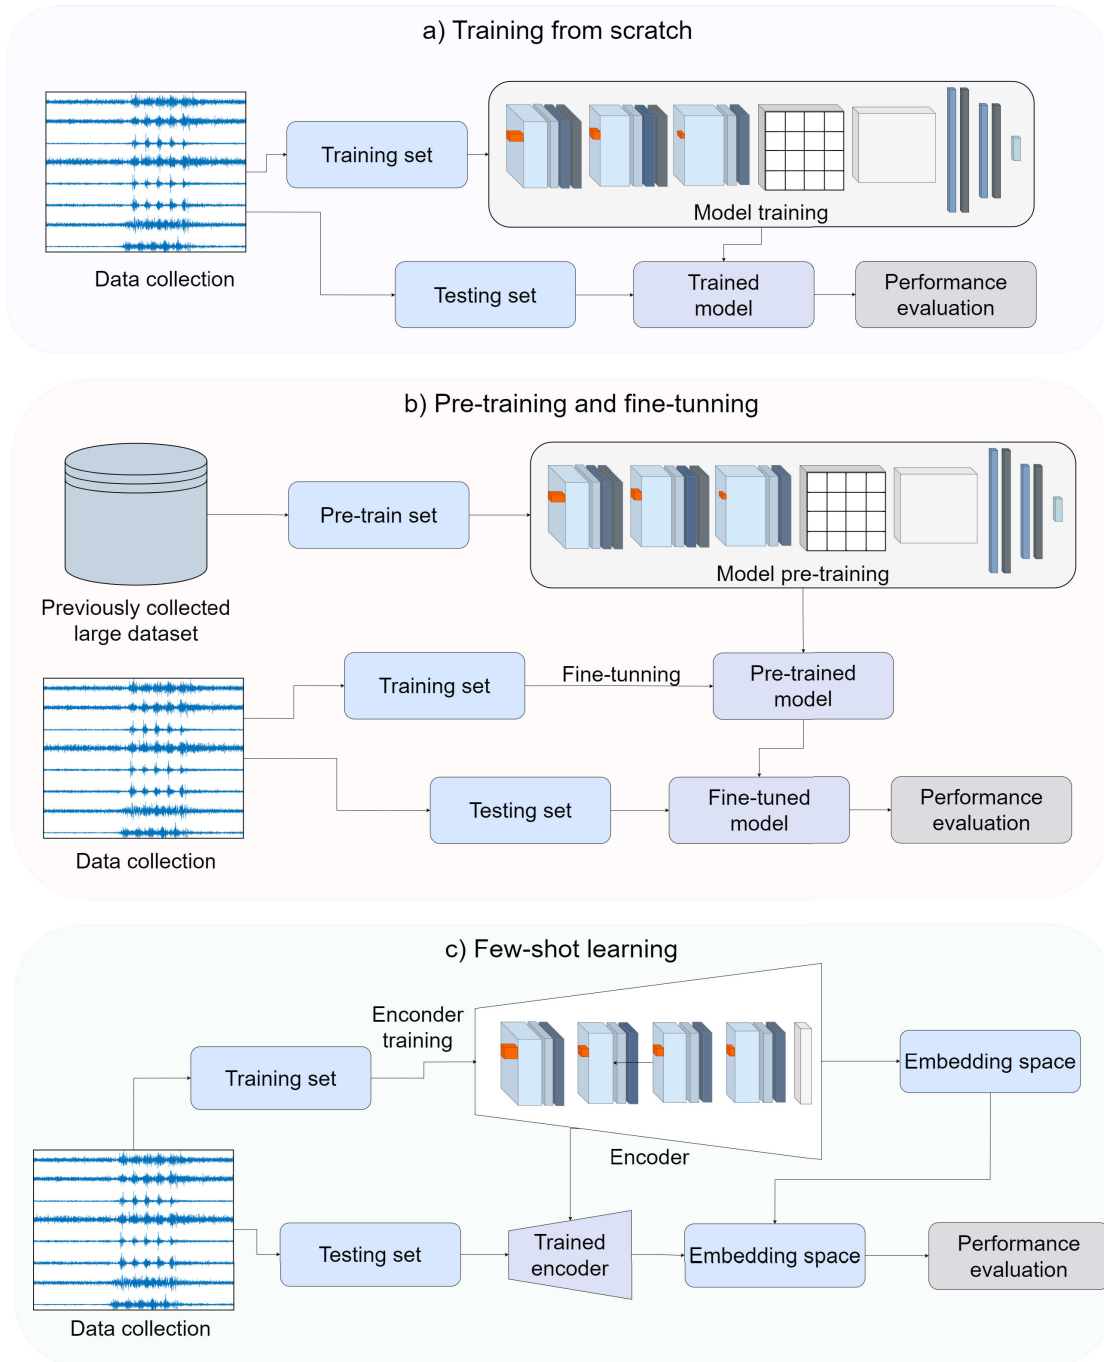 a) Training from scratch
Training set
Model training
Data collection
Testing set
Trained
model
Performance
evaluation
b) Pre-training and fine-tunning
Pre-train set
Model pre-training
Previously collected
large dataset
Training set
Fine-tunning
Pre-trained
model
Testing set
Fine-tuned
model
Performance
evaluation
Data collection
c) Few-shot learning
Enconder
training
Training set
Embedding space
Encoder
Testing set
Trained
encoder
Embedding space
Performance
evaluation
Data collection